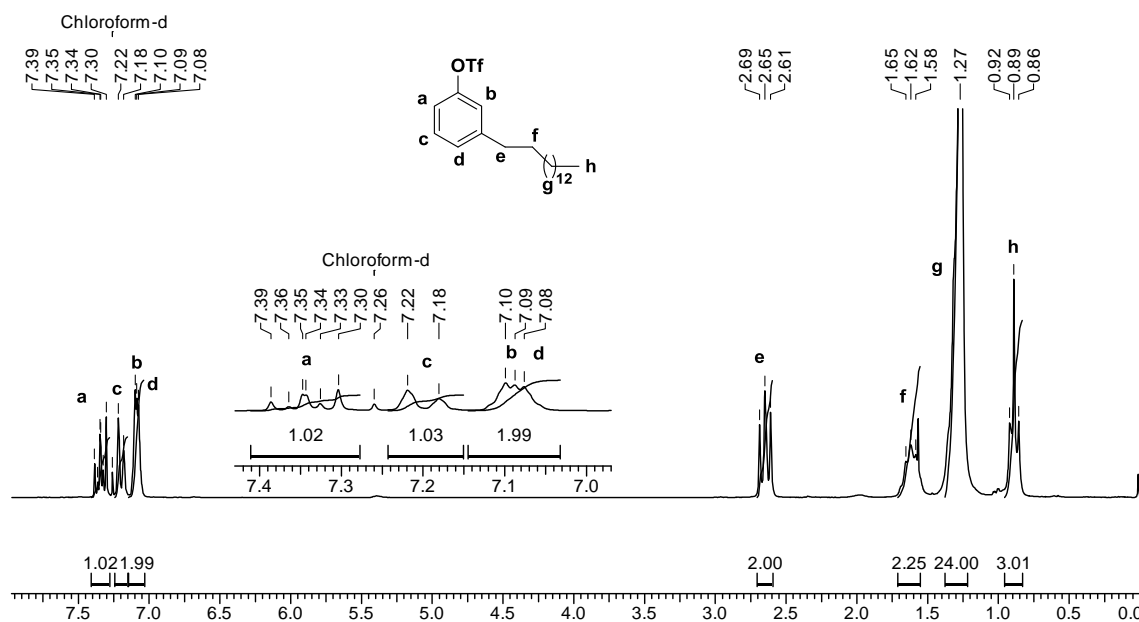 Chloroform-d
7.39 7.35 7.34 7.30 7.22 7.18 7.10 7.09 7.08
2.69 2.65 2.61
1.65 1.62 1.58
1.27
0.92 0.89 0.86
OTf
a b
c f
d e g 12 h
Chloroform-d
7.39 7.36 7.35 7.34 7.33 7.30 7.26 7.22 7.18 7.10 7.09 7.08
a c b d
1.02 1.03 1.99
7.4 7.3 7.2 7.1 7.0
a c b d e f g h
1.02 1.99 2.00 2.25 24.00 3.01
7.5 7.0 6.5 6.0 5.5 5.0 4.5 4.0 3.5 3.0 2.5 2.0 1.5 1.0 0.5 0.0